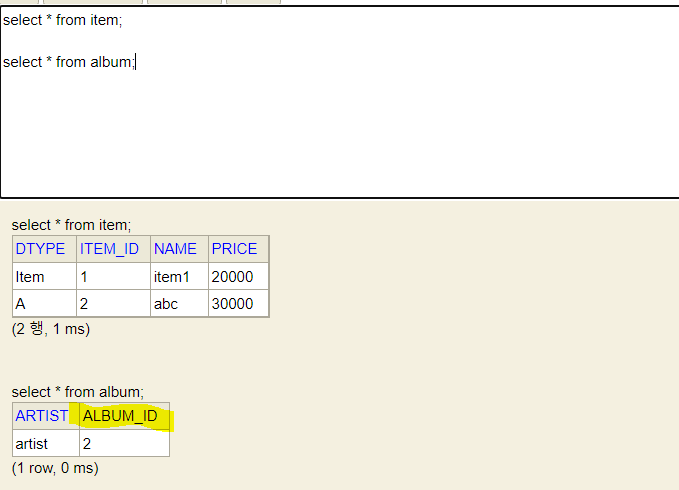 select * from item;
select * from album;
select * from item;
DTYPE ITEM_ID NAME PRICE
Item 1 item1 20000
A 2 abc 30000
(2 행, 1 ms)
select * from album;
ARTIST ALBUM_ID
artist 2
(1 row, 0 ms)